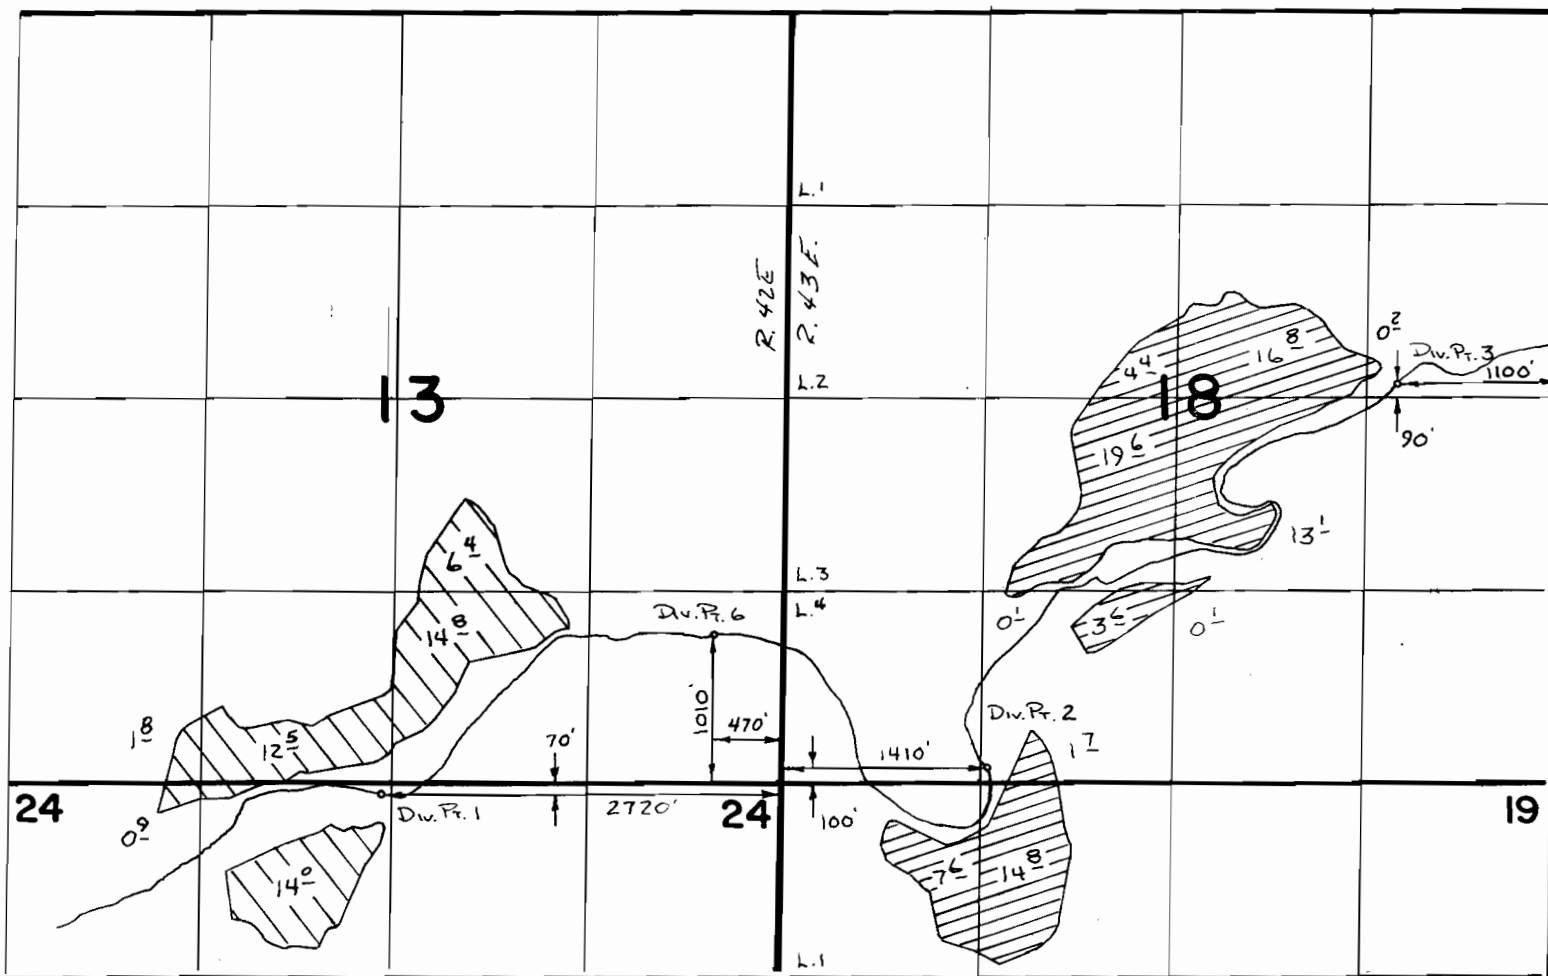 L.1
R. 42E
R. 43E.
L.2
13
18
4 4
16 8
0 2
Div. Pt. 3
1100'
90'
19 6
13 1
6 4
L.3
L.4
14 8
Div. Pt. 6
0 1
3 6
0 1
1010'
470'
1 8
12 5
70'
1410'
Div. Pt. 2
1 7
24
0 9
Div. Pt. 1
2720'
24
100'
19
14 0
7 6
14 8
L.1